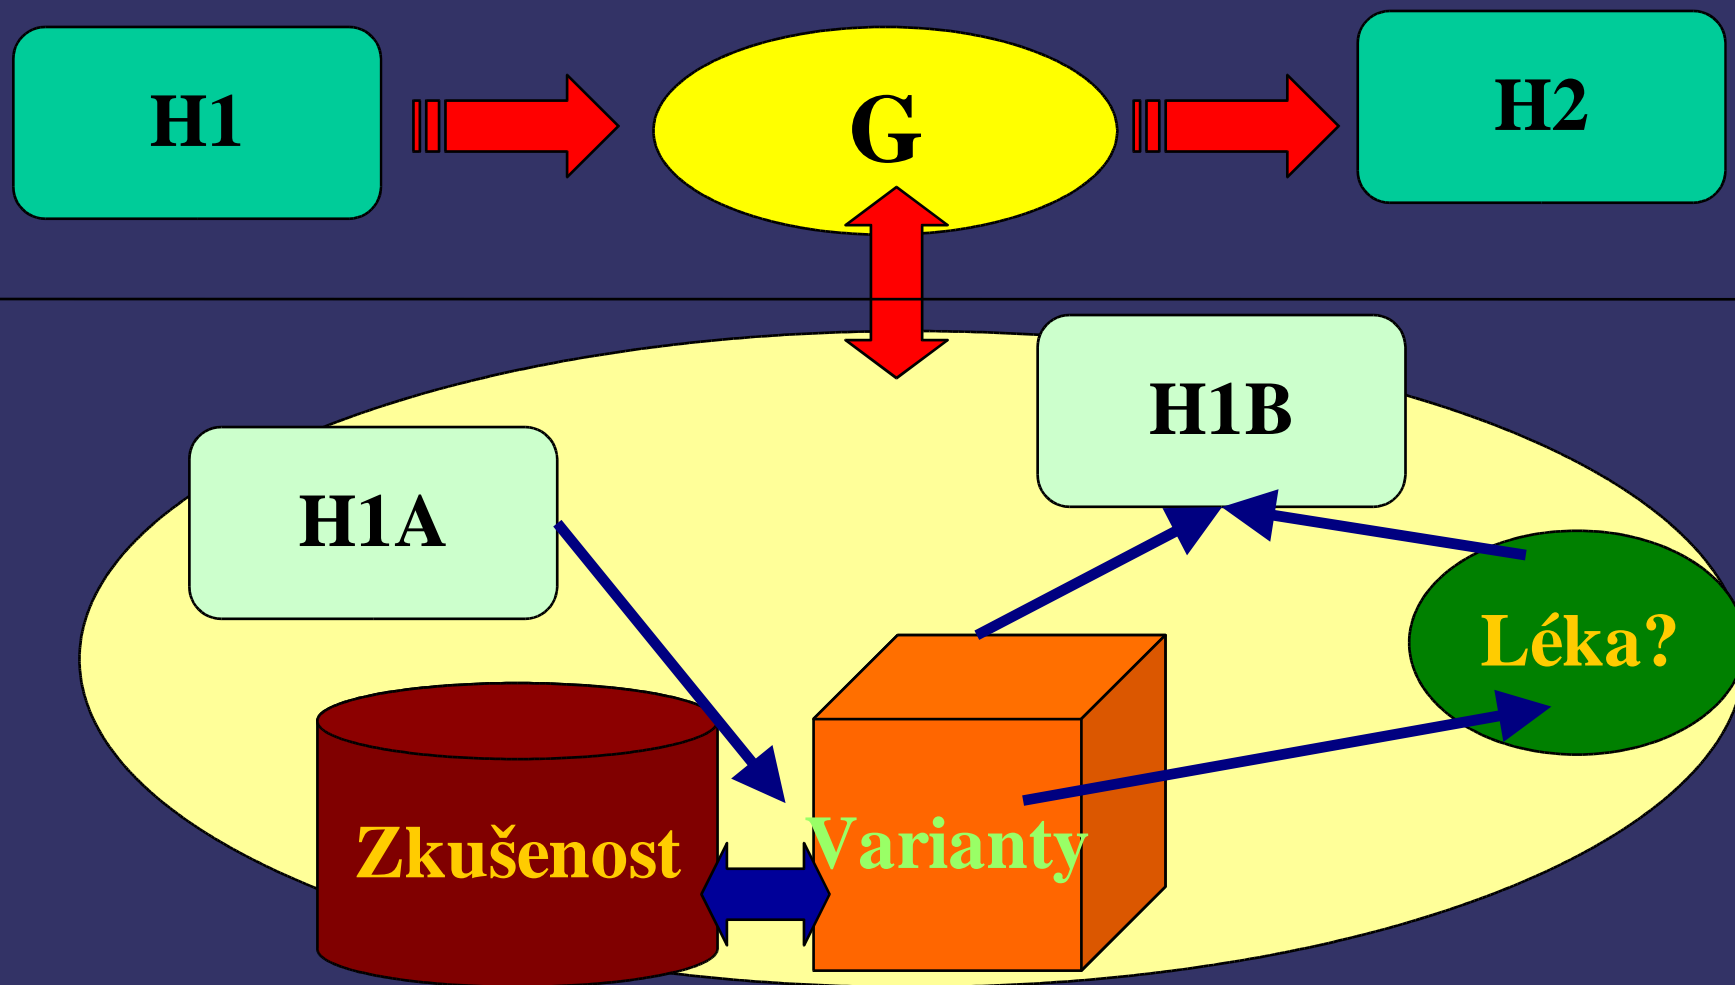 H1
G
H2
H1A
H1B
Léka?
Zkušenost
Varianty